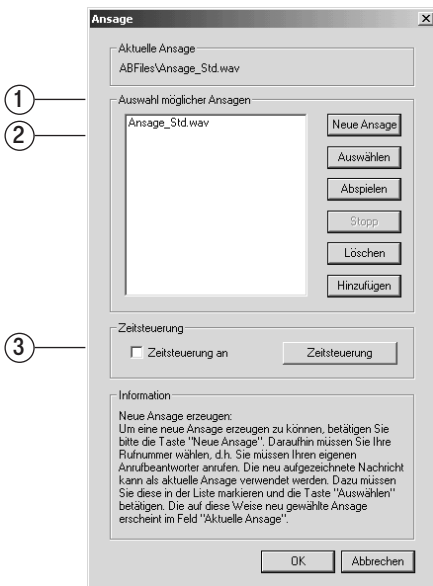 Ansage
Aktuelle Ansage
ABFiles\Ansage_Std.wav
1
Auswahl möglicher Ansagen
2
Ansage_Std.wav
Neue Ansage
Auswählen
Abspielen
Stopp
Löschen
Hinzufügen
Zeitsteuerung
3
Zeitsteuerung an
Zeitsteuerung
Information
Neue Ansage erzeugen:
Um eine neue Ansage erzeugen zu können, betätigen Sie
bitte die Taste "Neue Ansage". Daraufhin müssen Sie Ihre
Rufnummer wählen, d.h. Sie müssen Ihren eigenen
Anrufbeantworter anrufen. Die neu aufgezeichnete Nachricht
kann als aktuelle Ansage verwendet werden. Dazu müssen
Sie diese in der Liste markieren und die Taste "Auswählen"
betätigen. Die auf diese Weise neu gewählte Ansage
erscheint im Feld "Aktuelle Ansage".
OK
Abbrechen